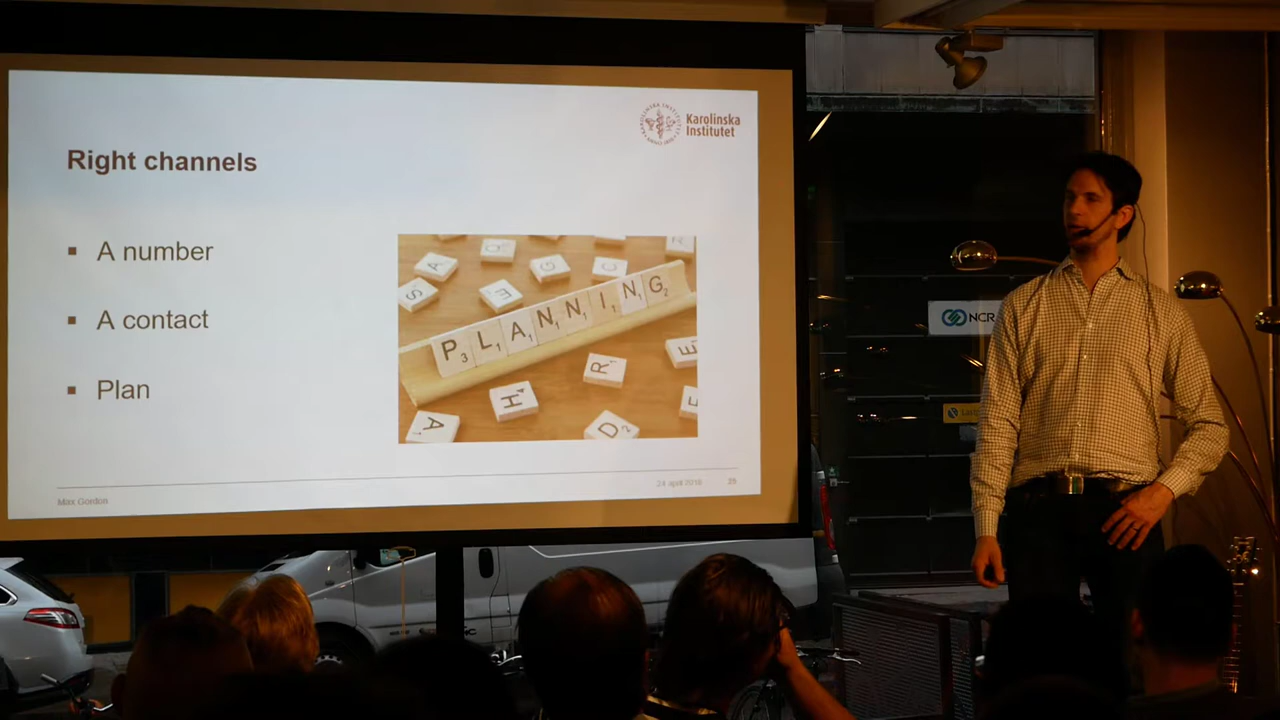 Karolinska
Institutet
Right channels
A number
A contact
Plan
PLANNING
Max Gordon
24 april 2018
NCR